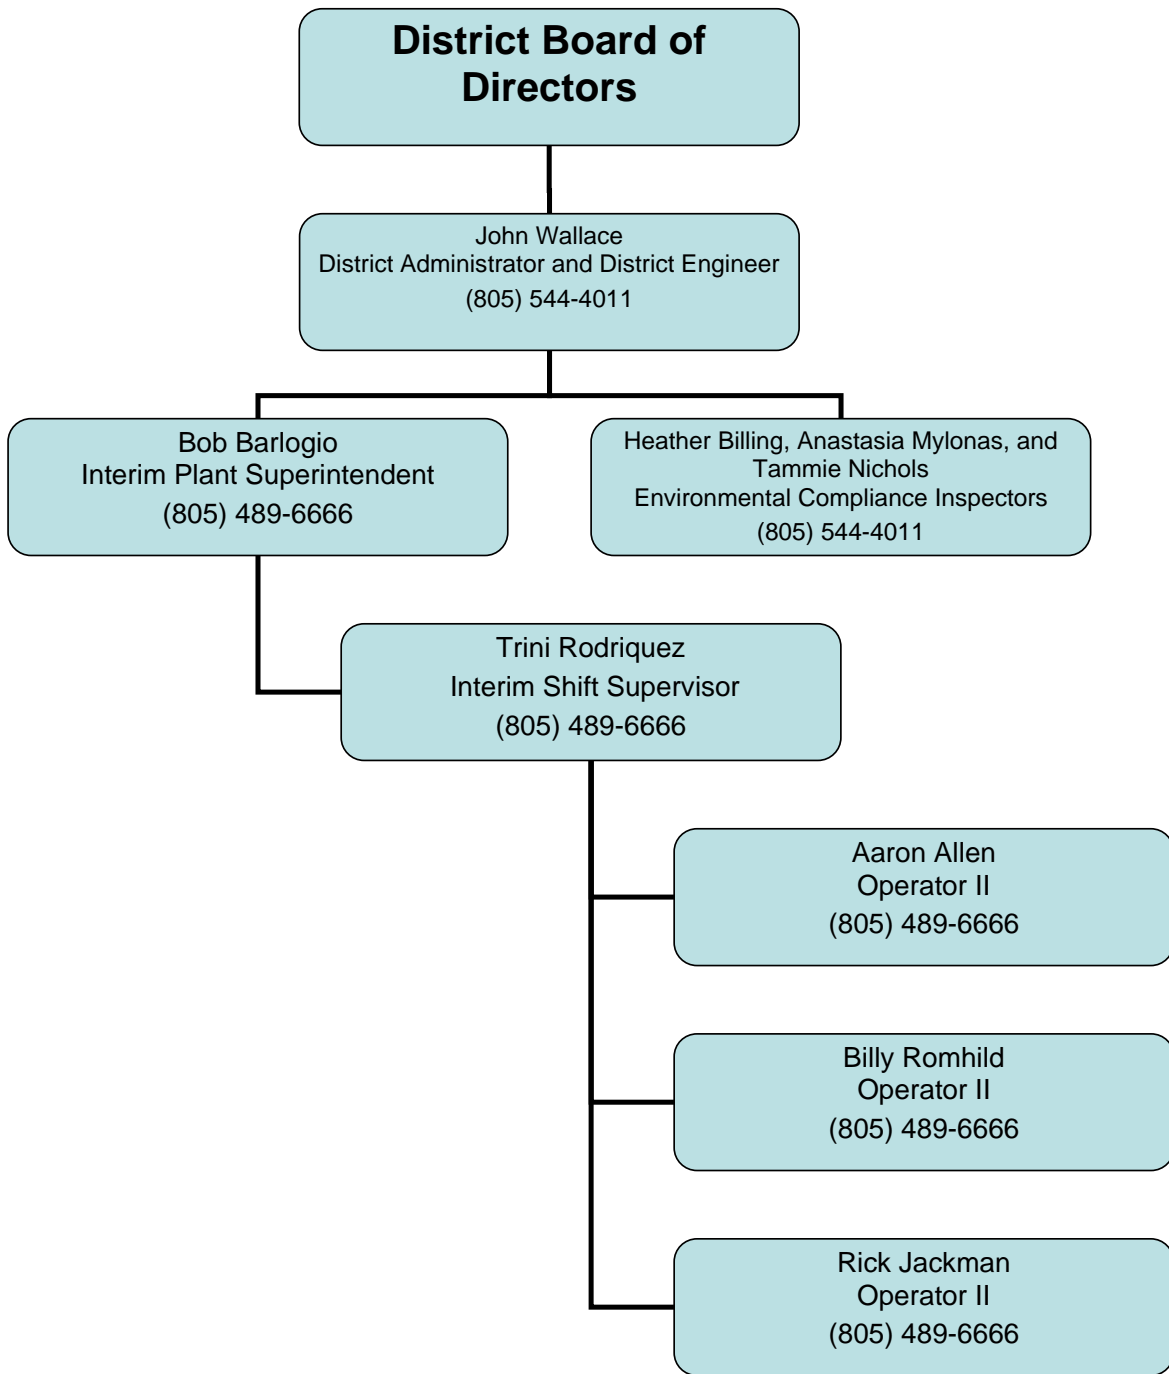 District Board of
Directors
John Wallace
District Administrator and District Engineer
(805) 544-4011
Bob Barlogio
Interim Plant Superintendent
(805) 489-6666
Heather Billing, Anastasia Mylonas, and
Tammie Nichols
Environmental Compliance Inspectors
(805) 544-4011
Trini Rodriquez
Interim Shift Supervisor
(805) 489-6666
Aaron Allen
Operator II
(805) 489-6666
Billy Romhild
Operator II
(805) 489-6666
Rick Jackman
Operator II
(805) 489-6666